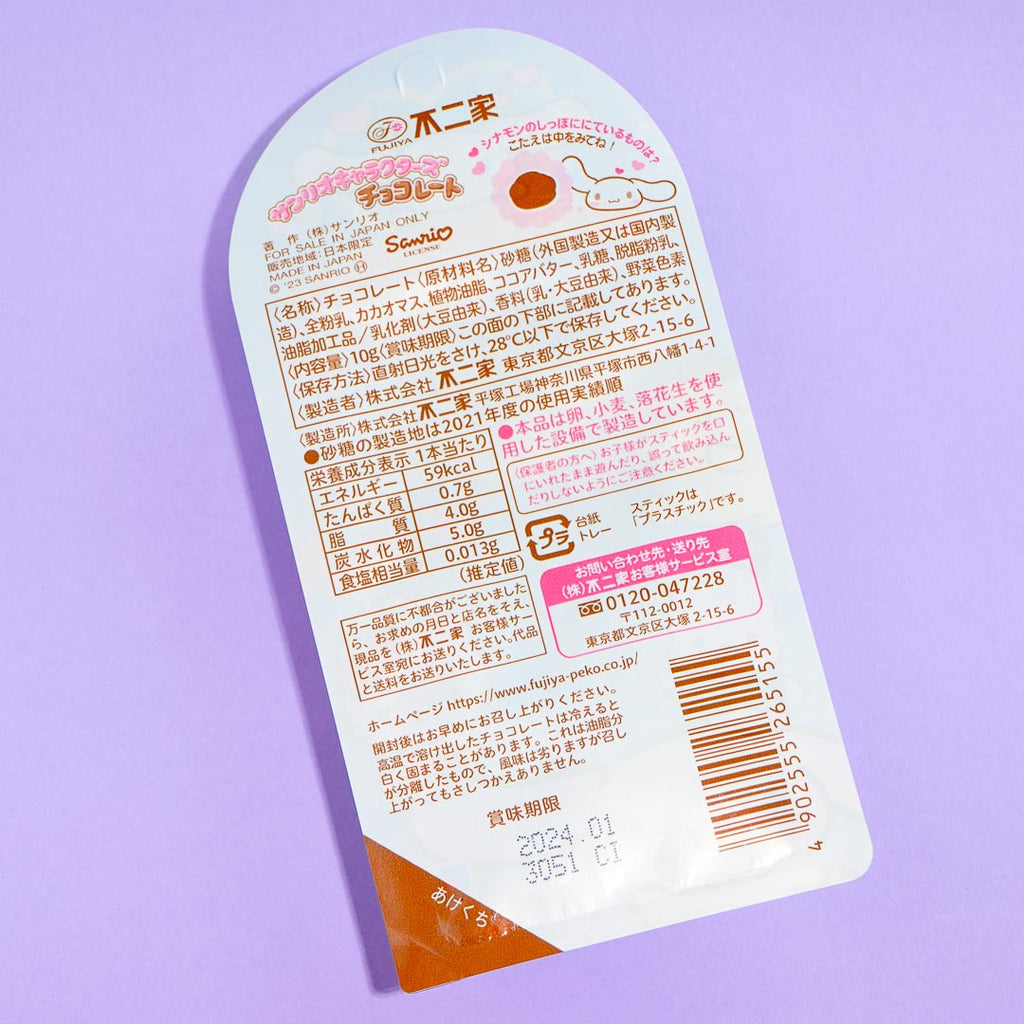 FUJIYA 不二家
サンリオキャラクターズ
チョコレート
シナモンのしっぽににているものは?
こたえは中をみてね!
著 作 (株)サンリオ
FOR SALE IN JAPAN ONLY
販売地域:日本限定
MADE IN JAPAN
© '23 SANRIO Ⓗ
Sanrio
LICENSE
〈名称〉チョコレート〈原材料名〉砂糖(外国製造又は国内製
造)、全粉乳、カカオマス、植物油脂、ココアバター、乳糖、脱脂粉乳、
油脂加工品/乳化剤(大豆由来)、香料(乳・大豆由来)、野菜色素
〈内容量〉10g〈賞味期限〉この面の下部に記載してあります。
〈保存方法〉直射日光をさけ、28℃以下で保存してください。
〈製造者〉株式会社 不二家 東京都文京区大塚2-15-6
〈製造所〉株式会社不二家 平塚工場神奈川県平塚市西八幡1-4-1
●砂糖の製造地は2021年度の使用実績順
栄養成分表示 1本当たり
エネルギー 59kcal
たんぱく質 0.7g
脂 質 4.0g
炭水化物 5.0g
食塩相当量 0.013g
(推定値)
●本品は卵、小麦、落花生を使
用した設備で製造しています。
〈保護者の方へ〉お子様がスティックを口
にいれたまま遊んだり、誤って飲み込ん
だりしないようにご注意ください。
プラ
台紙
トレー
スティックは
「プラスチック」です。
お問い合わせ先・送り先
(株)不二家お客様サービス室
0120-047228
〒112-0012
東京都文京区大塚 2-15-6
万一品質に不都合がございました
ら、お求めの月日と店名をそえ、
現品を(株)不二家 お客様サー
ビス室宛にお送りください。代品
と送料をお送りいたします。
ホームページ https://www.fujiya-peko.co.jp/
開封後はお早めにお召し上がりください。
高温で溶け出したチョコレートは冷えると
白く固まることがあります。これは油脂分
が分離したもので、風味は劣りますが召し
上がってもさしつかえありません。
賞味期限
2024.01
3051 CI
4 902555 265155
あけくち